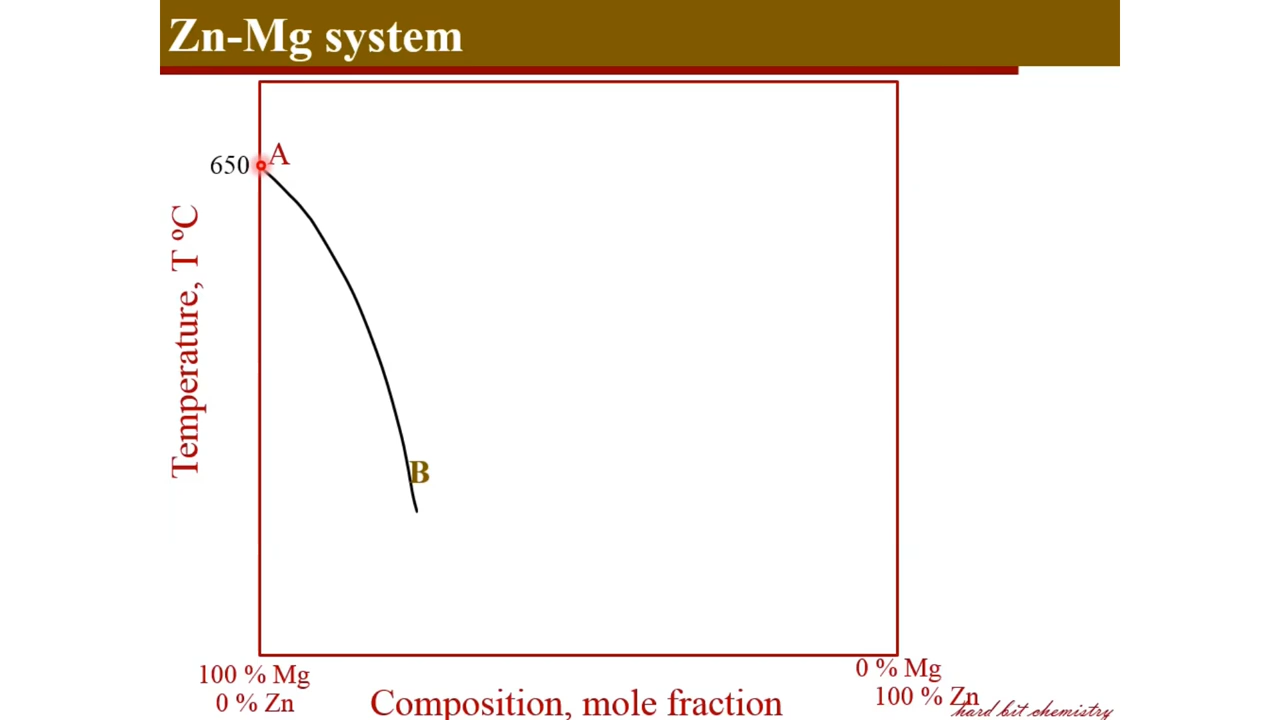 Zn-Mg system
A
650
Temperature, T ºC
B
100 % Mg
0 % Zn
Composition, mole fraction
0 % Mg
100 % Zn
hard bit chemistry